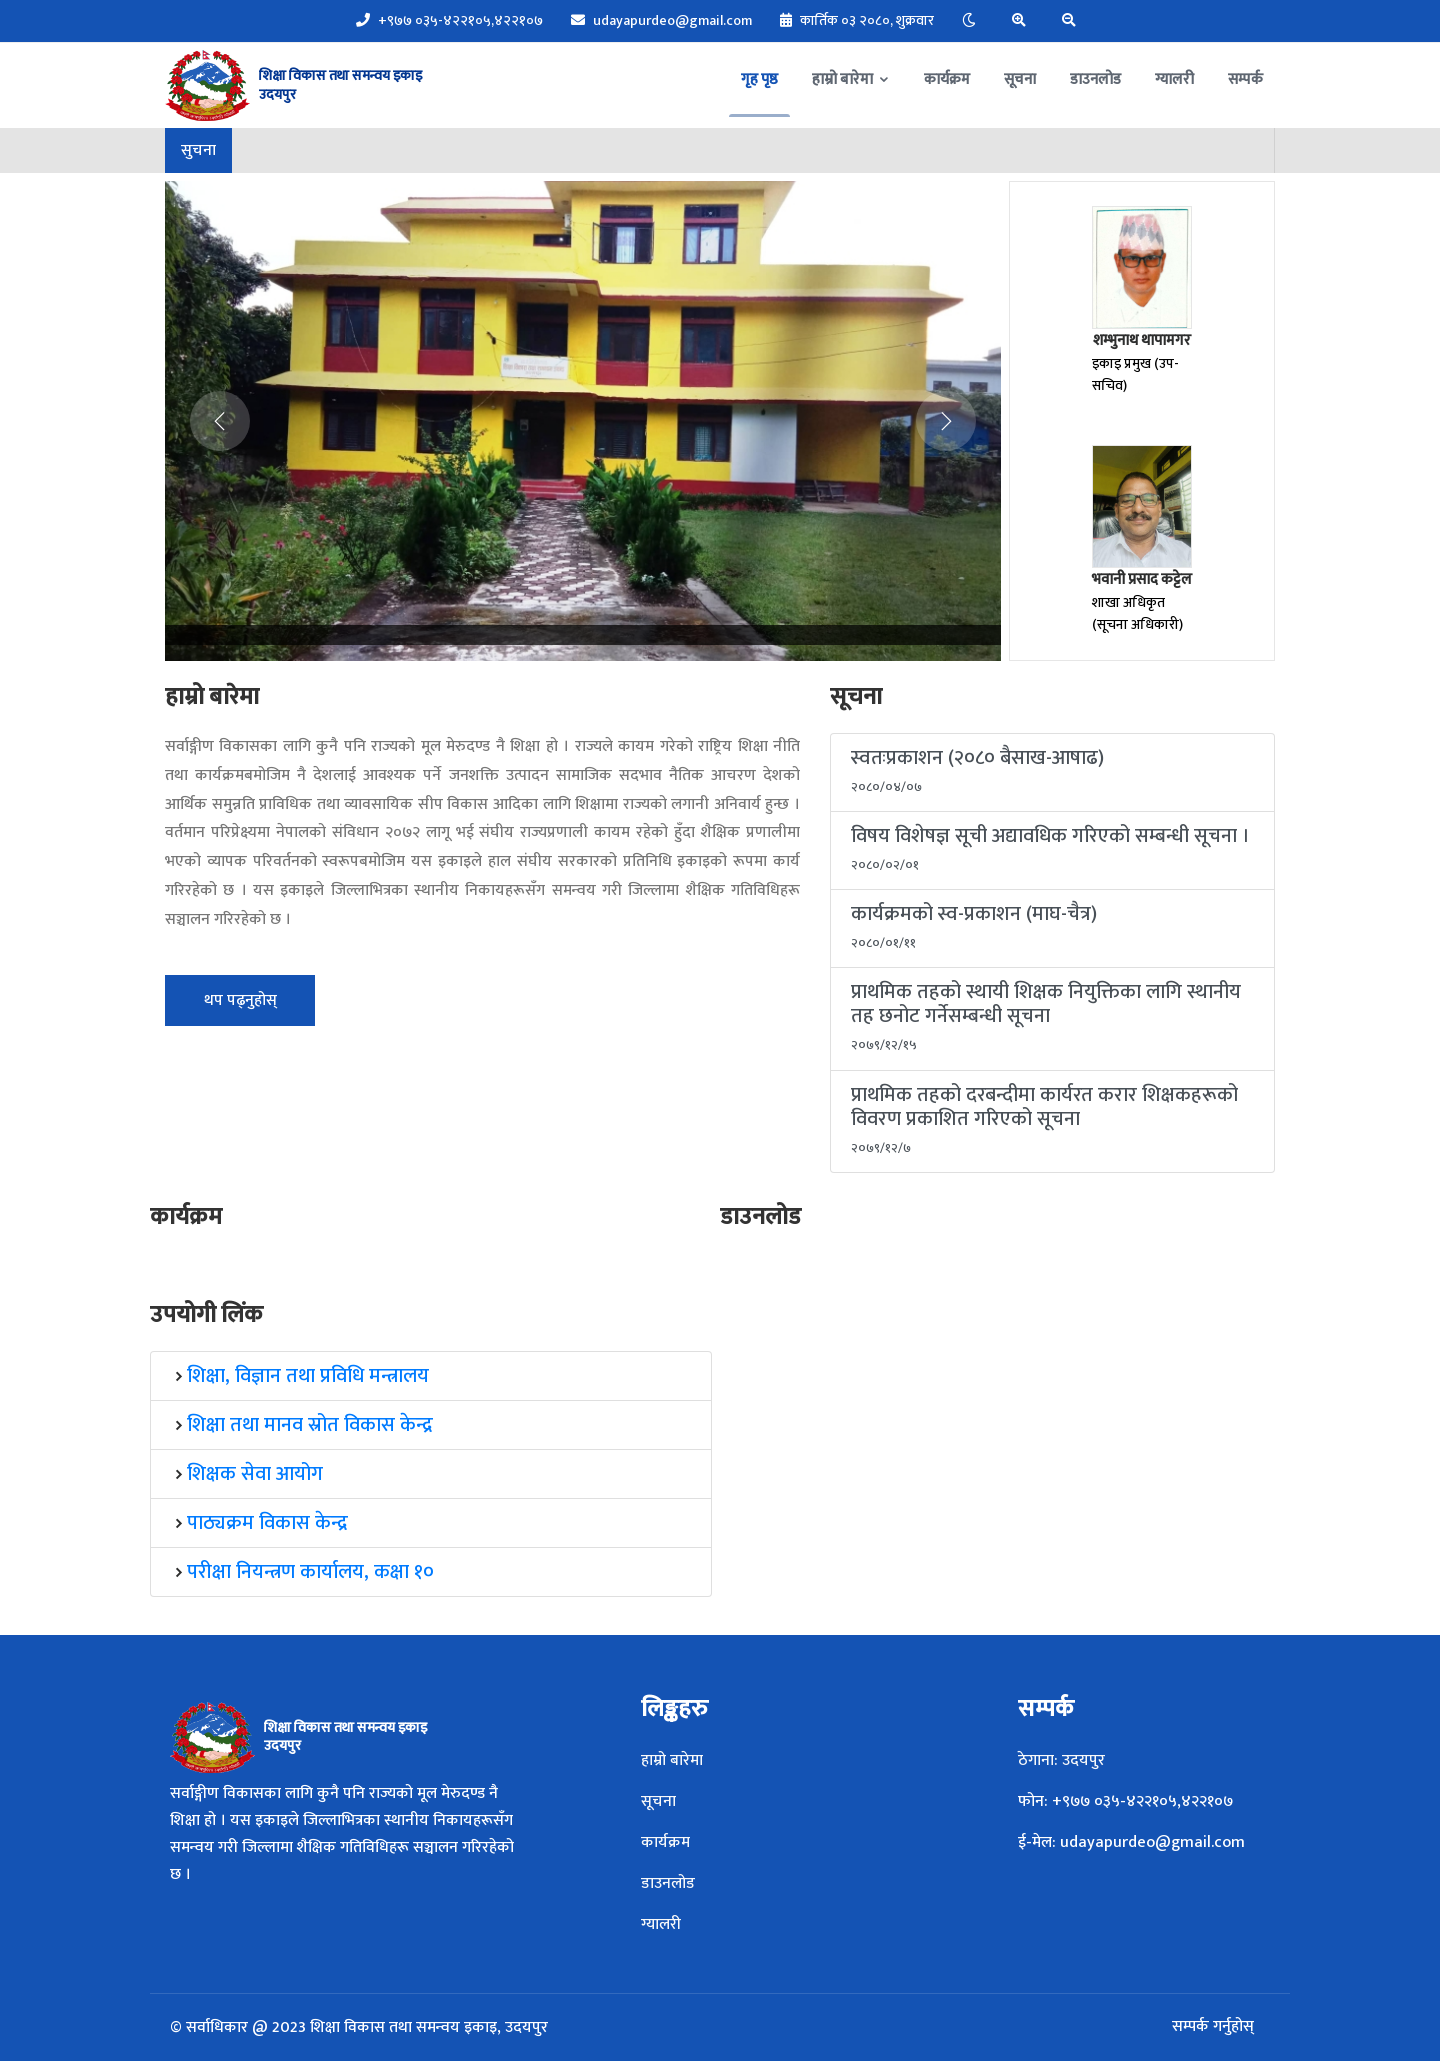 +९७७ ०३५-४२२१०५,४२२१०७
udayapurdeo@gmail.com
कार्तिक ०३ २०८०, शुक्रवार
शिक्षा विकास तथा समन्वय इकाइ
उदयपुर
गृह पृष्ठ
हाम्रो बारेमा
कार्यक्रम
सूचना
डाउनलोड
ग्यालरी
सम्पर्क
सुचना
शम्भुनाथ थापामगर
इकाइ प्रमुख (उप-
सचिव)
भवानी प्रसाद कट्टेल
शाखा अधिकृत
(सूचना अधिकारी)
हाम्रो बारेमा
सर्वाङ्गीण विकासका लागि कुनै पनि राज्यको मूल मेरुदण्ड नै शिक्षा हो । राज्यले कायम गरेको राष्ट्रिय शिक्षा नीति
तथा कार्यक्रमबमोजिम नै देशलाई आवश्यक पर्ने जनशक्ति उत्पादन सामाजिक सदभाव नैतिक आचरण देशको
आर्थिक समुन्नति प्राविधिक तथा व्यावसायिक सीप विकास आदिका लागि शिक्षामा राज्यको लगानी अनिवार्य हुन्छ ।
वर्तमान परिप्रेक्ष्यमा नेपालको संविधान २०७२ लागू भई संघीय राज्यप्रणाली कायम रहेको हुँदा शैक्षिक प्रणालीमा
भएको व्यापक परिवर्तनको स्वरूपबमोजिम यस इकाइले हाल संघीय सरकारको प्रतिनिधि इकाइको रूपमा कार्य
गरिरहेको छ । यस इकाइले जिल्लाभित्रका स्थानीय निकायहरूसँग समन्वय गरी जिल्लामा शैक्षिक गतिविधिहरू
सञ्चालन गरिरहेको छ ।
थप पढ्नुहोस्
सूचना
स्वतःप्रकाशन (२०८० बैसाख-आषाढ)
२०८०/०४/०७
विषय विशेषज्ञ सूची अद्यावधिक गरिएको सम्बन्धी सूचना ।
२०८०/०२/०१
कार्यक्रमको स्व-प्रकाशन (माघ-चैत्र)
२०८०/०१/११
प्राथमिक तहको स्थायी शिक्षक नियुक्तिका लागि स्थानीय
तह छनोट गर्नेसम्बन्धी सूचना
२०७९/१२/१५
प्राथमिक तहको दरबन्दीमा कार्यरत करार शिक्षकहरूको
विवरण प्रकाशित गरिएको सूचना
२०७९/१२/७
कार्यक्रम
डाउनलोड
उपयोगी लिंक
शिक्षा, विज्ञान तथा प्रविधि मन्त्रालय
शिक्षा तथा मानव स्रोत विकास केन्द्र
शिक्षक सेवा आयोग
पाठ्यक्रम विकास केन्द्र
परीक्षा नियन्त्रण कार्यालय, कक्षा १०
शिक्षा विकास तथा समन्वय इकाइ
उदयपुर
सर्वाङ्गीण विकासका लागि कुनै पनि राज्यको मूल मेरुदण्ड नै
शिक्षा हो । यस इकाइले जिल्लाभित्रका स्थानीय निकायहरूसँग
समन्वय गरी जिल्लामा शैक्षिक गतिविधिहरू सञ्चालन गरिरहेको
छ ।
लिङ्कहरु
हाम्रो बारेमा
सूचना
कार्यक्रम
डाउनलोड
ग्यालरी
सम्पर्क
ठेगाना: उदयपुर
फोन: +९७७ ०३५-४२२१०५,४२२१०७
ई-मेल: udayapurdeo@gmail.com
© सर्वाधिकार @ 2023 शिक्षा विकास तथा समन्वय इकाइ, उदयपुर
सम्पर्क गर्नुहोस्